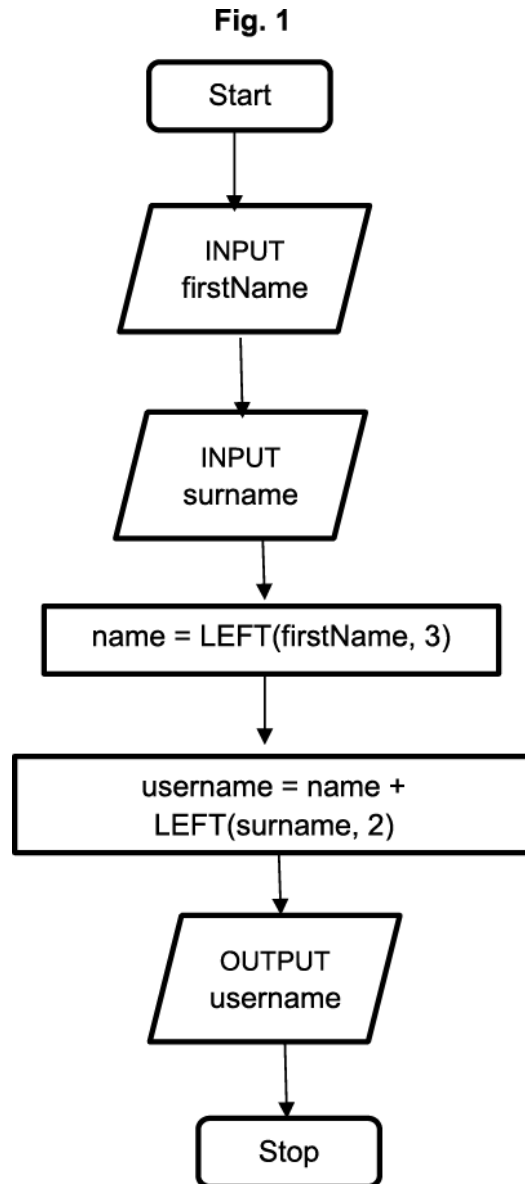 Fig. 1
Start
INPUT
firstName
INPUT
surname
name = LEFT(firstName, 3)
username = name +
LEFT(surname, 2)
OUTPUT
username
Stop